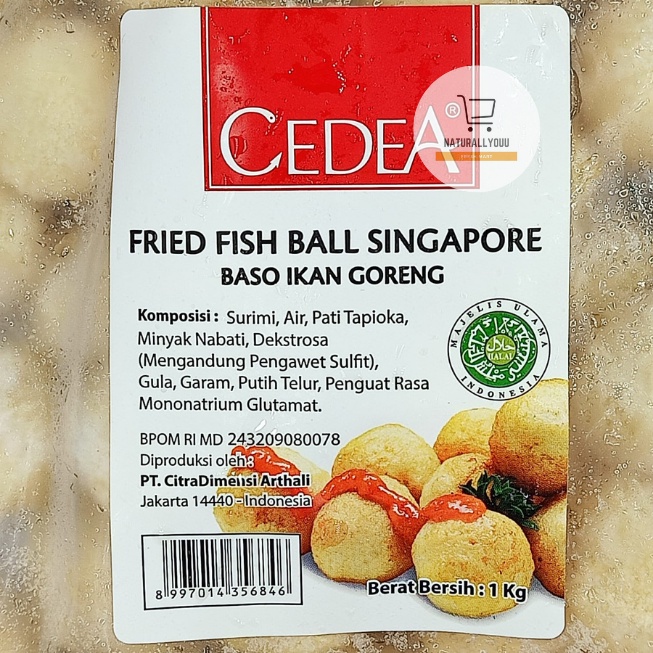 CEDEA®
NATURALLYOUU
FRIED FISH BALL SINGAPORE
BASO IKAN GORENG
Komposisi : Surimi, Air, Pati Tapioka,
Minyak Nabati, Dekstrosa
(Mengandung Pengawet Sulfit),
Gula, Garam, Putih Telur, Penguat Rasa
Mononatrium Glutamat.
MAJELIS ULAMA
حلال
HALAL
INDONESIA
BPOM RI MD 243209080078
Diproduksi oleh:
PT. CitraDimensi Arthali
Jakarta 14440 - Indonesia
8 997014 356846
Berat Bersih : 1 Kg